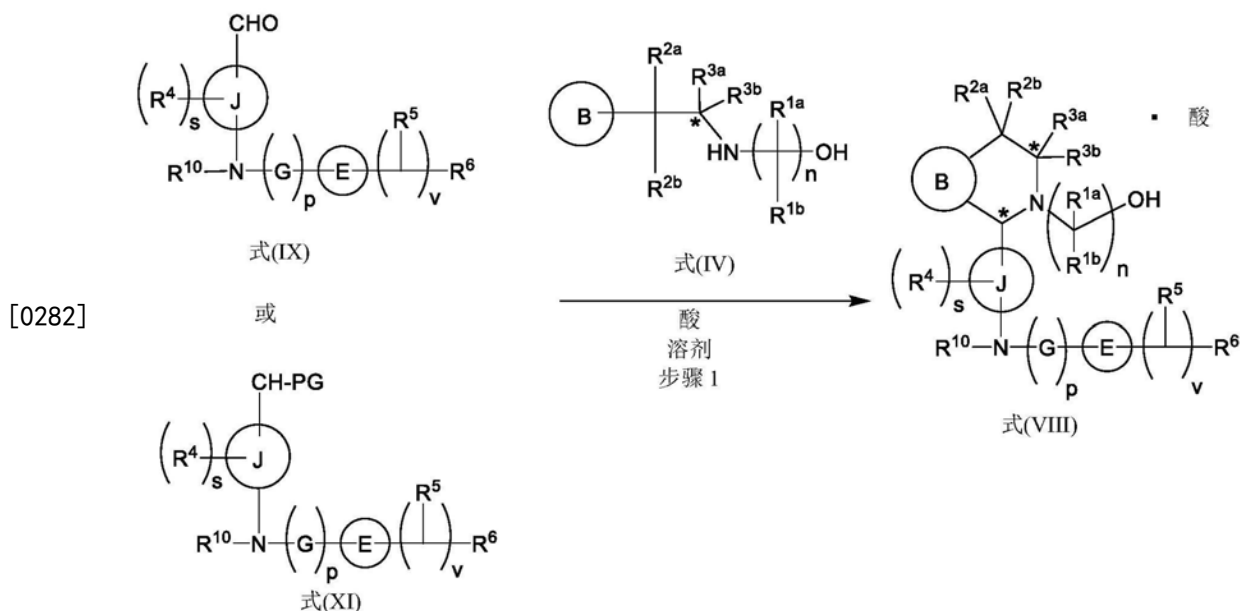 CHO
(R4)s J
R10-N-(G)p-E-( )v-R6
R5
式(IX)
[0282] 或
CH-PG
(R4)s J
R10-N-(G)p-E-( )v-R6
R5
式(XI)
B R2a R3a R3b
* HN ( )n OH
R2b R1a R1b
式(IV)
酸
溶剂
步骤 1
R2a R2b R3a
* R3b
B N ( )n OH
* R1a R1b
(R4)s J
R10-N-(G)p-E-( )v-R6
R5
式(VIII)
· 酸